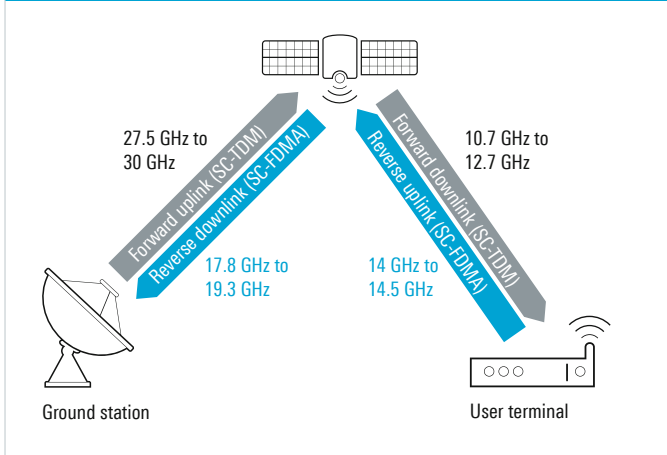 27.5 GHz to
30 GHz
Forward uplink (SC-TDM)
Reverse downlink (SC-FDMA)
17.8 GHz to
19.3 GHz
Forward downlink (SC-TDM)
Reverse uplink (SC-FDMA)
10.7 GHz to
12.7 GHz
14 GHz to
14.5 GHz
Ground station
User terminal